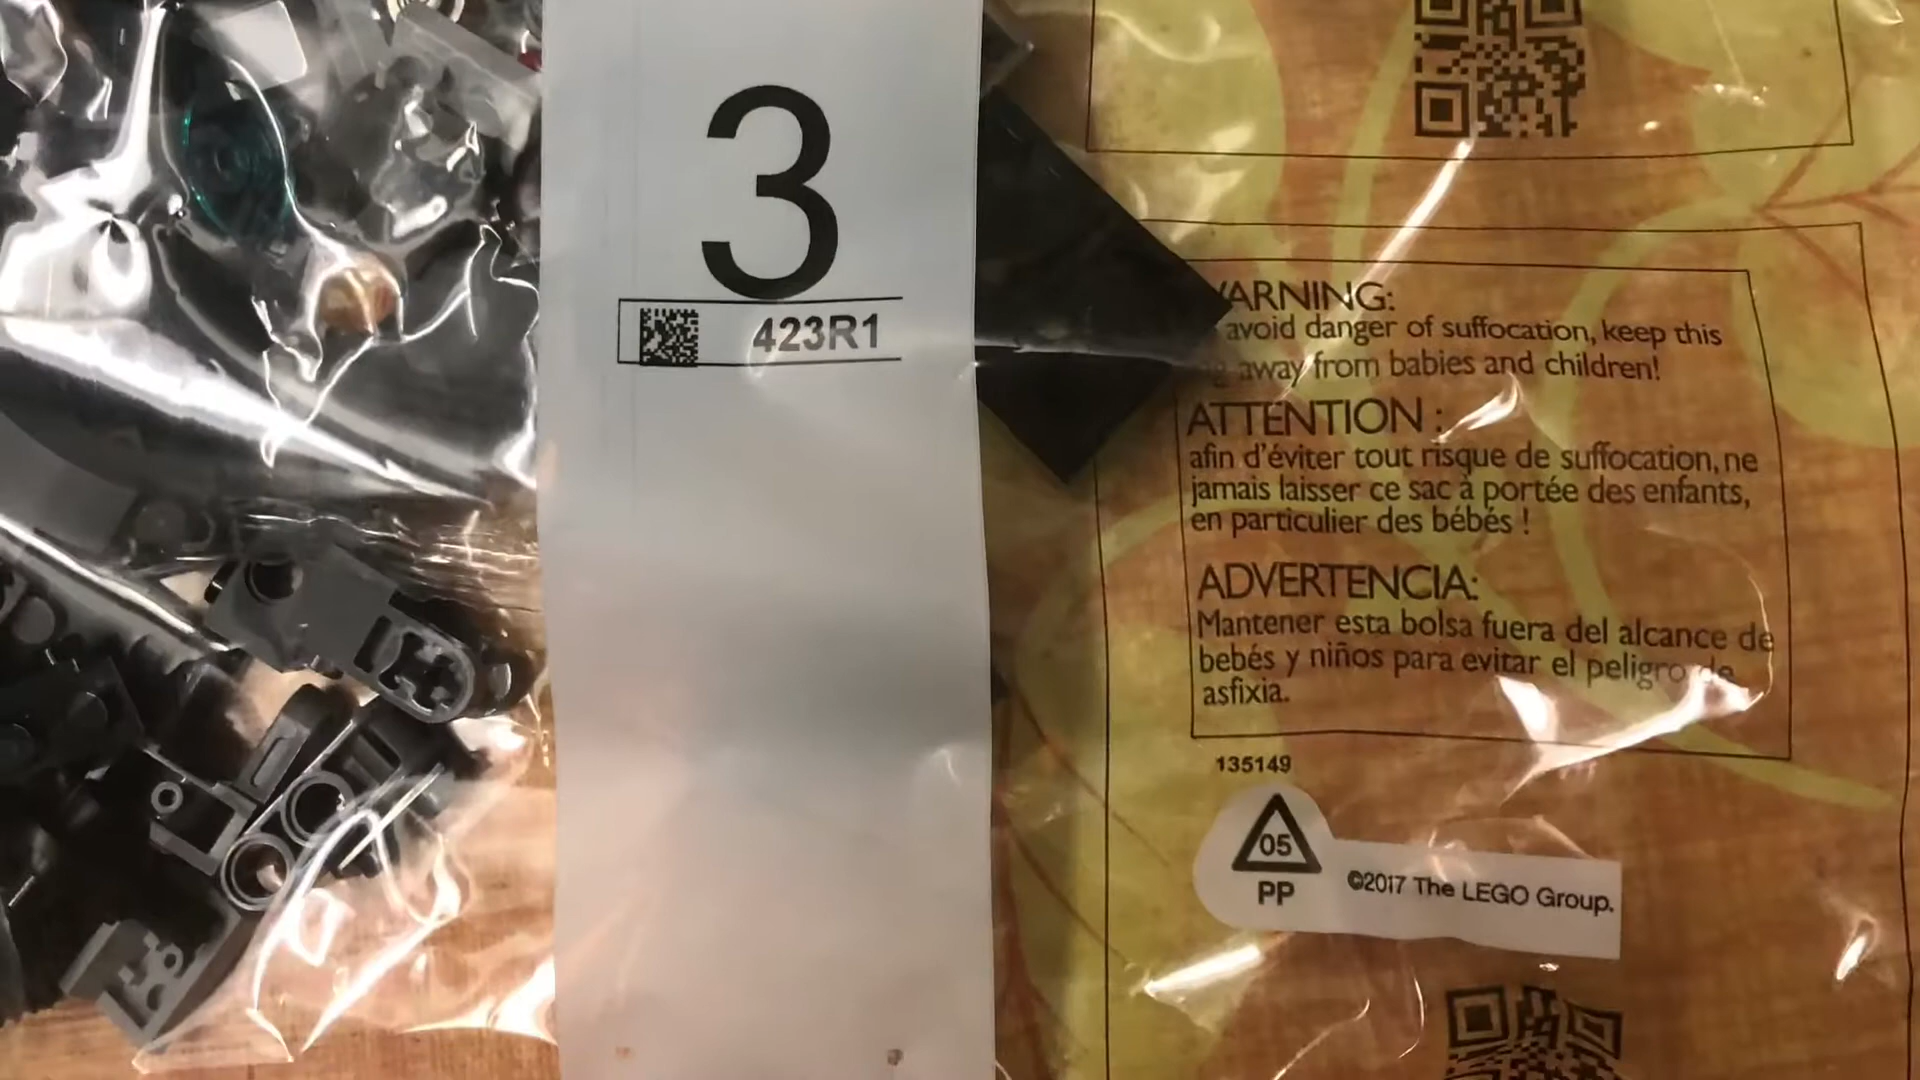 3
423R1
WARNING:
avoid danger of suffocation, keep this
away from babies and children!
ATTENTION :
afin d'éviter tout risque de suffocation, ne
jamais laisser ce sac à portée des enfants,
en particulier des bébés !
ADVERTENCIA:
Mantener esta bolsa fuera del alcance de
bebés y niños para evitar el peligro de
asfixia.
135149
05
PP
©2017 The LEGO Group.